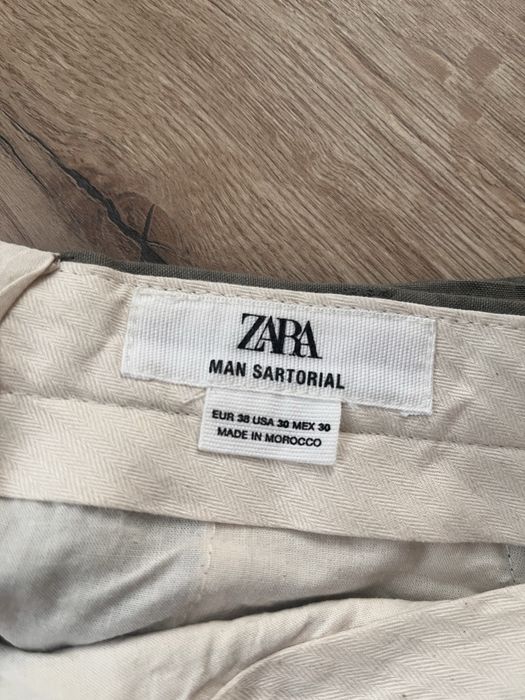 ZARA
MAN SARTORIAL
EUR 38 USA 30 MEX 30
MADE IN MOROCCO